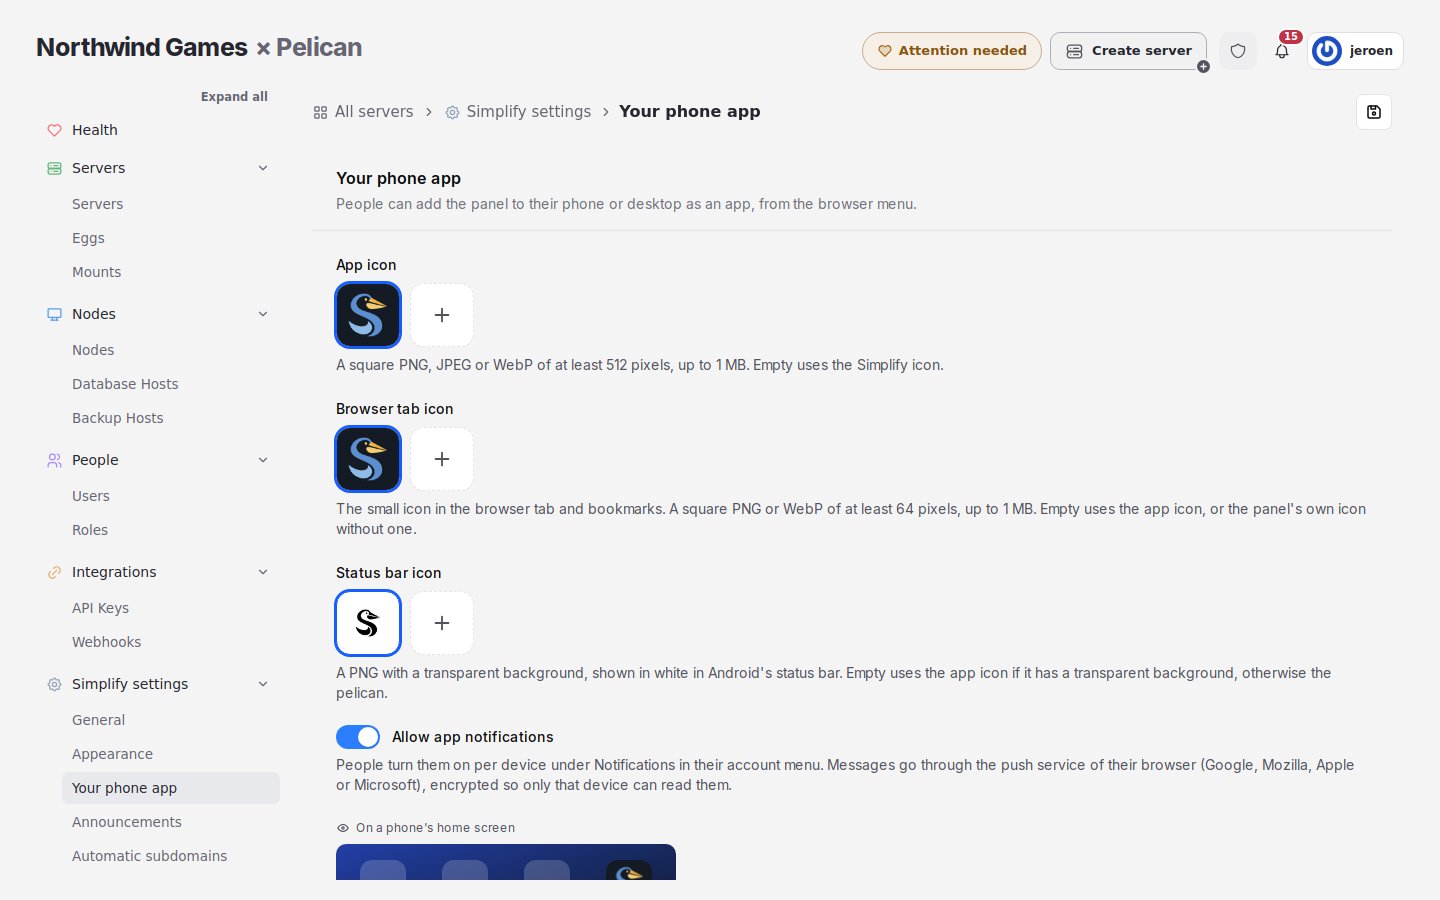 Northwind Games × Pelican
Attention needed
Create server
15
jeroen
Expand all
Health
Servers
Servers
Eggs
Mounts
Nodes
Nodes
Database Hosts
Backup Hosts
People
Users
Roles
Integrations
API Keys
Webhooks
Simplify settings
General
Appearance
Your phone app
Announcements
Automatic subdomains
All servers > Simplify settings > Your phone app
Your phone app
People can add the panel to their phone or desktop as an app, from the browser menu.
App icon
A square PNG, JPEG or WebP of at least 512 pixels, up to 1 MB. Empty uses the Simplify icon.
Browser tab icon
The small icon in the browser tab and bookmarks. A square PNG or WebP of at least 64 pixels, up to 1 MB. Empty uses the app icon, or the panel's own icon
without one.
Status bar icon
A PNG with a transparent background, shown in white in Android's status bar. Empty uses the app icon if it has a transparent background, otherwise the
pelican.
Allow app notifications
People turn them on per device under Notifications in their account menu. Messages go through the push service of their browser (Google, Mozilla, Apple
or Microsoft), encrypted so only that device can read them.
On a phone's home screen